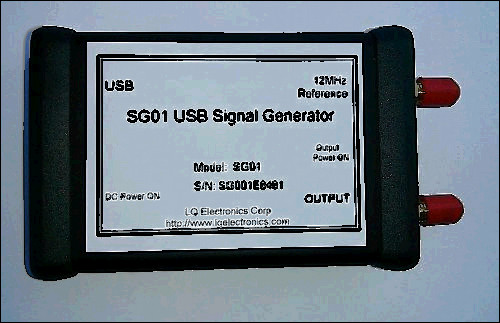 USB
12MHz
Reference
SG01 USB Signal Generator
Output
Power ON
Model: SG01
S/N: SG001E0491
DC Power ON
OUTPUT
LQ Electronics Corp
http://www.lqelectronics.com